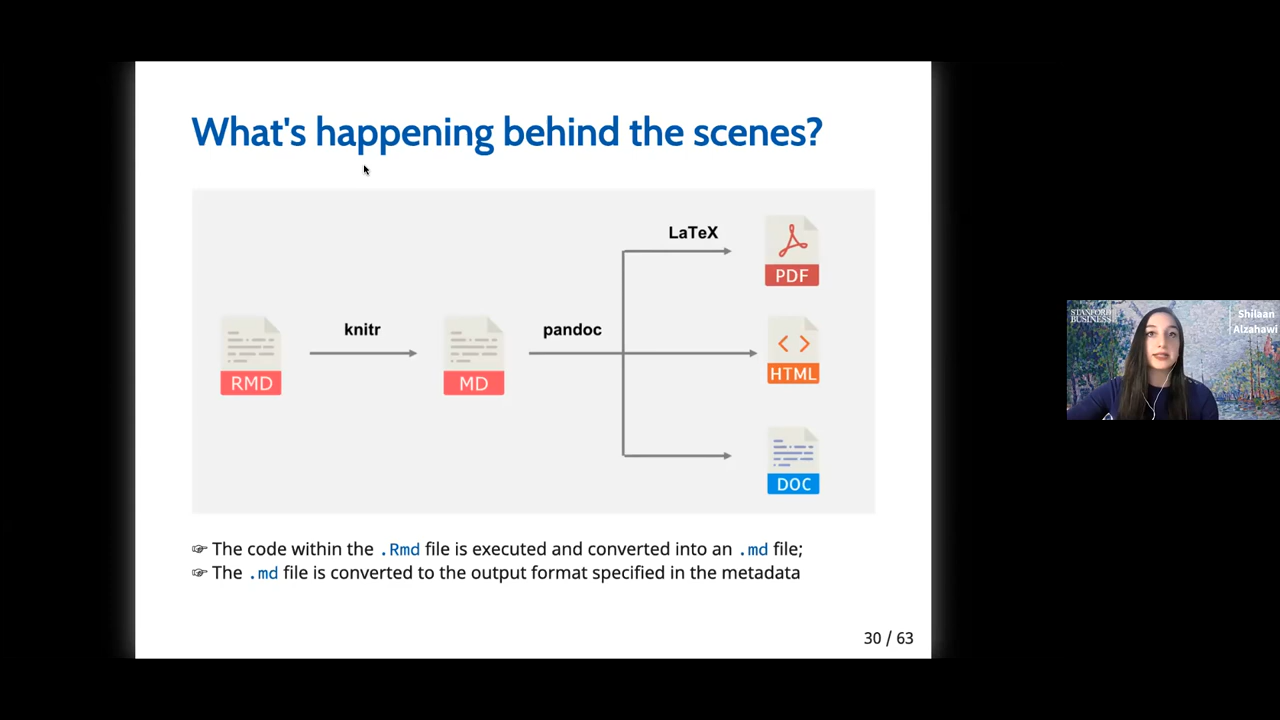 What's happening behind the scenes?
LaTeX
PDF
knitr
pandoc
RMD
MD
HTML
DOC
☞ The code within the .Rmd file is executed and converted into an .md file;
☞ The .md file is converted to the output format specified in the metadata
30 / 63
STANFORD
BUSINESS
Shilaan
Alzahawi